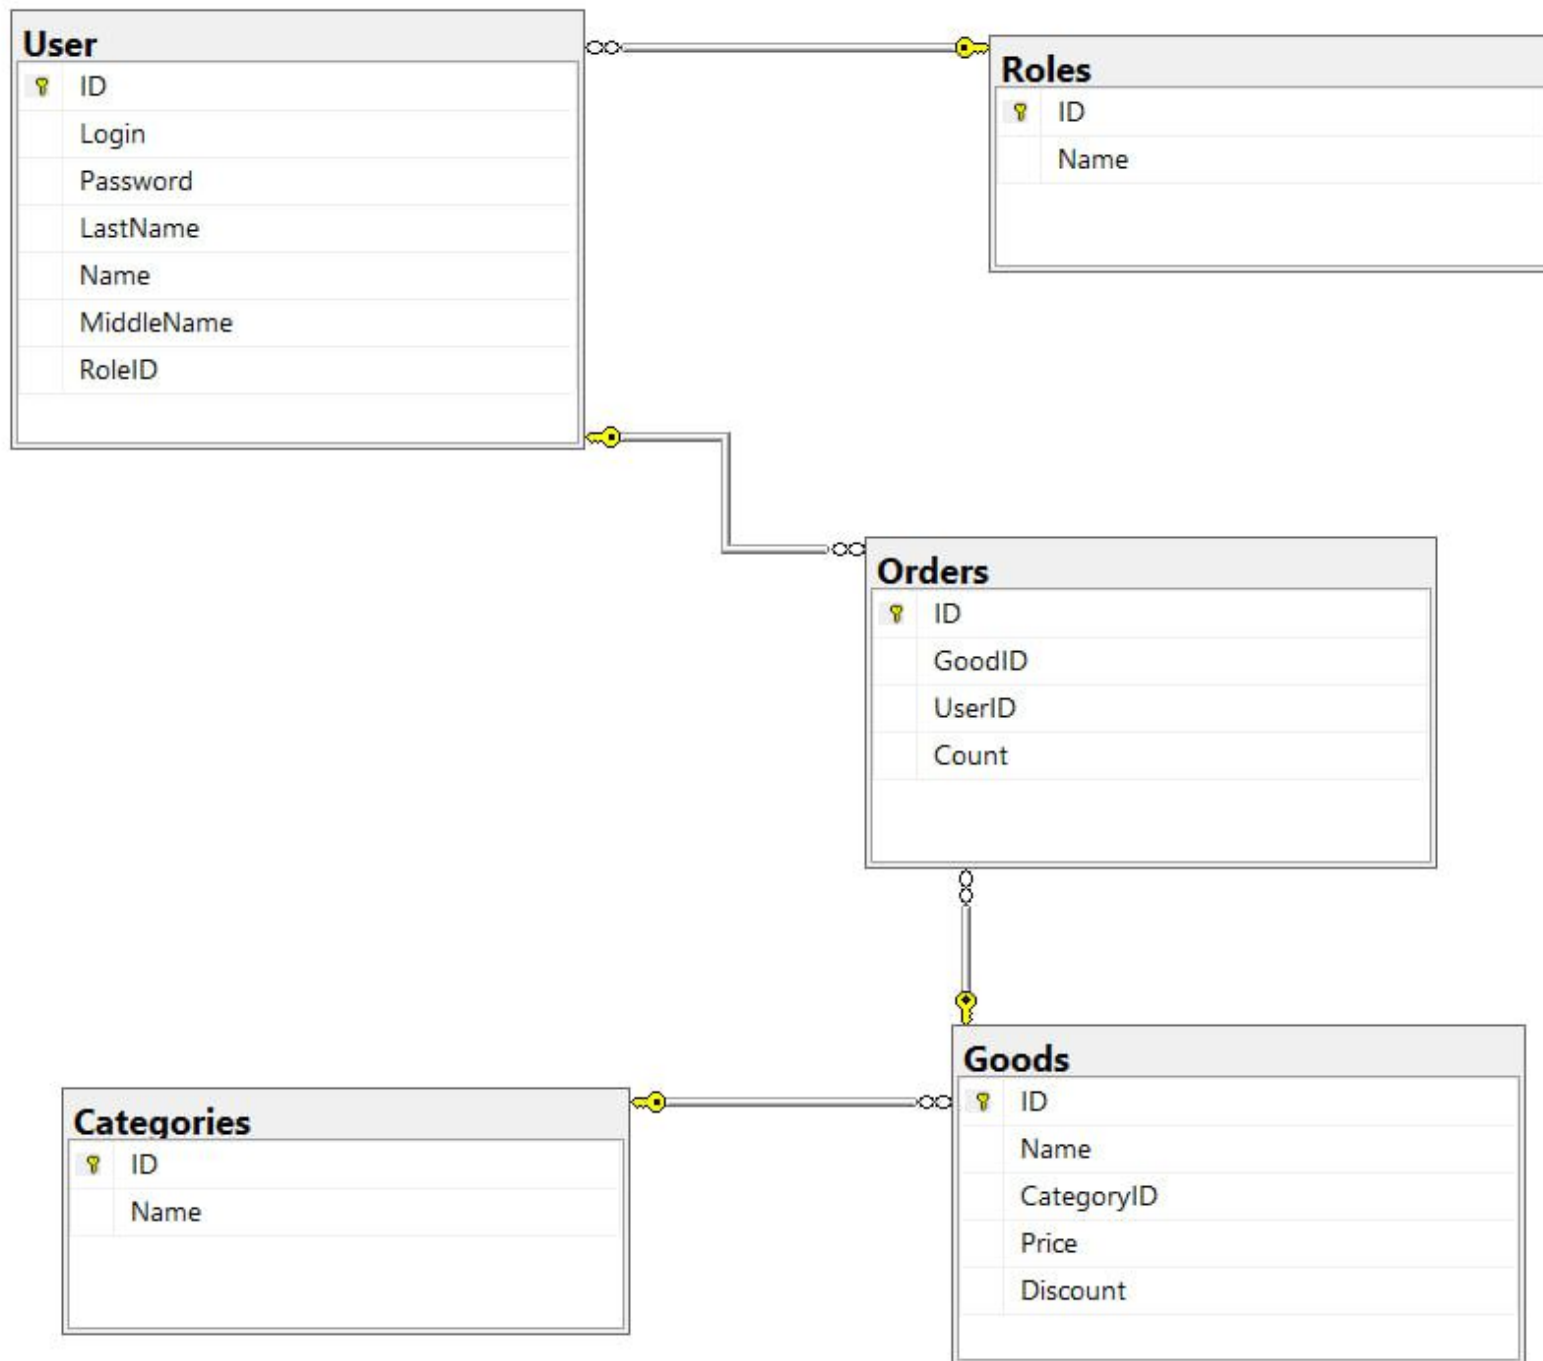 User
ID
Login
Password
LastName
Name
MiddleName
RoleID
Roles
ID
Name
Orders
ID
GoodID
UserID
Count
Categories
ID
Name
Goods
ID
Name
CategoryID
Price
Discount